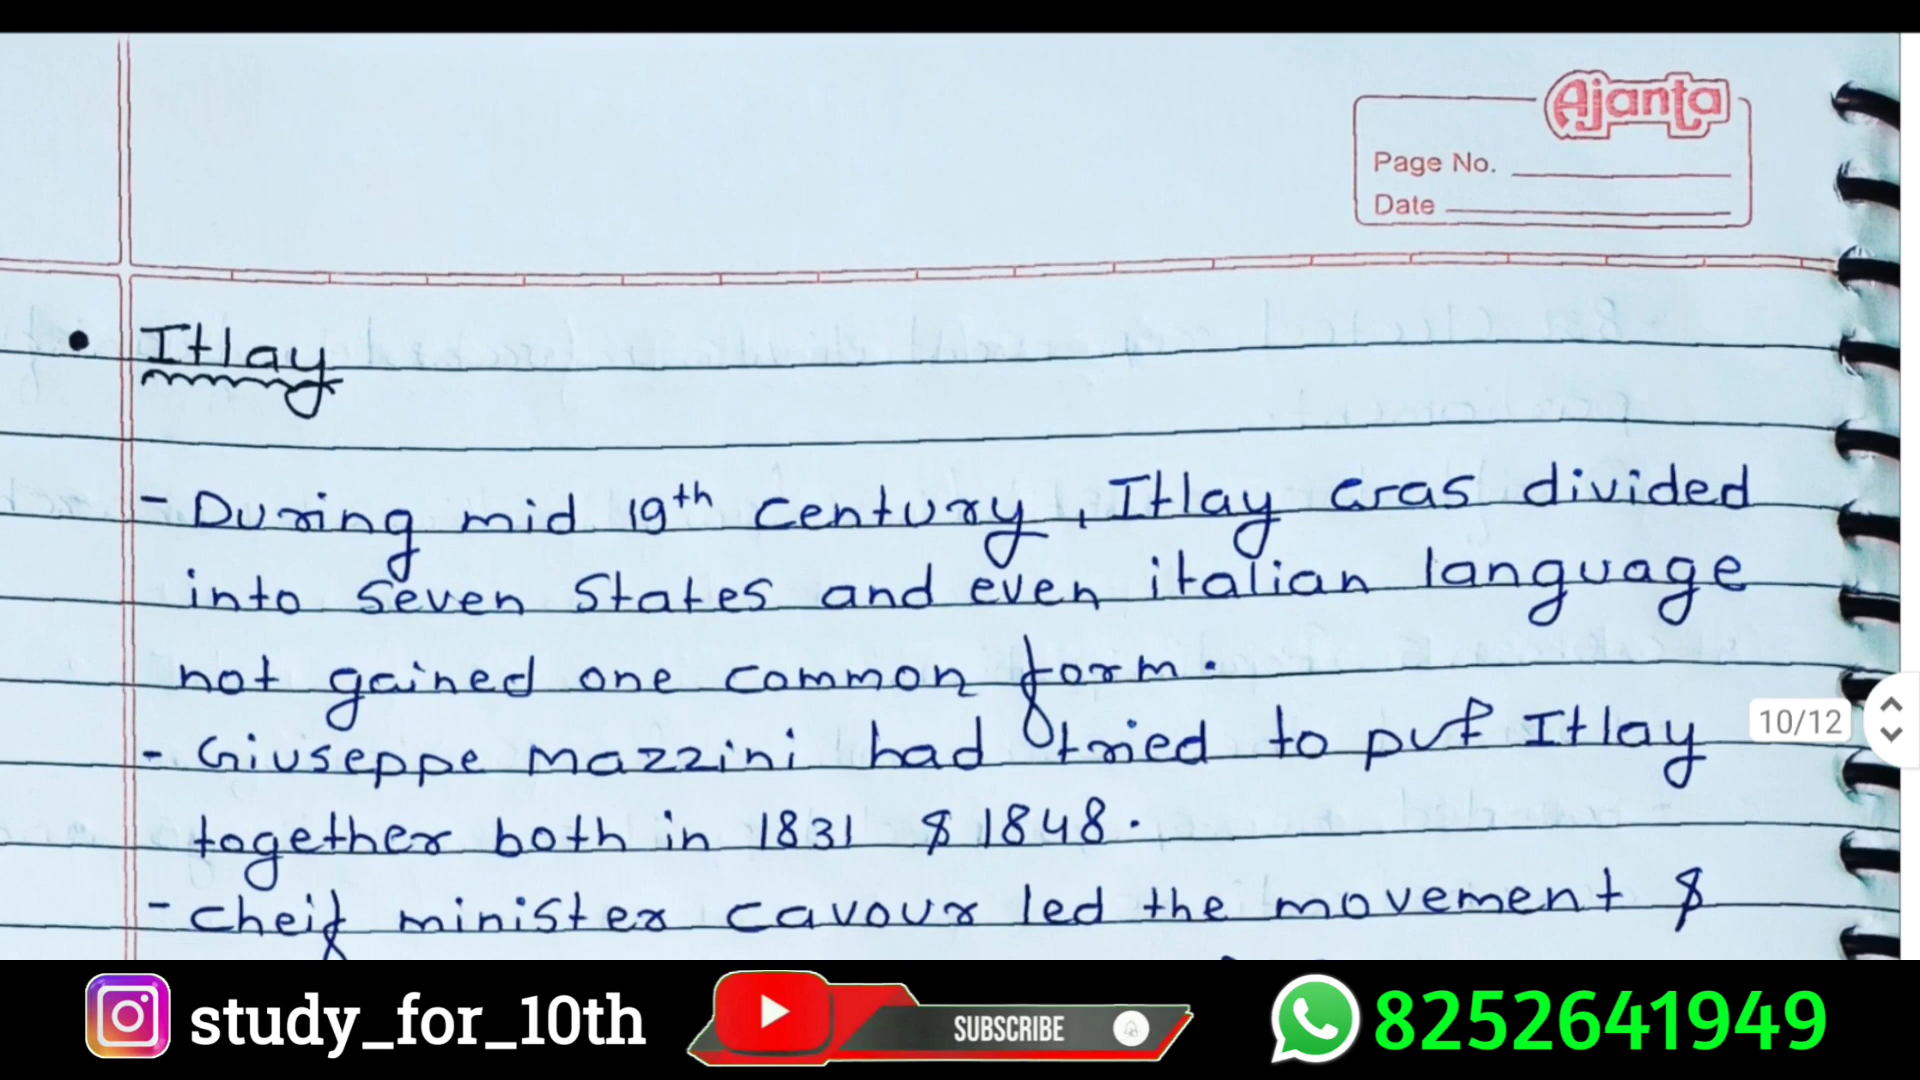 Ajanta
Page No.
Date
• Itlay
- During mid 19th century, Itlay was divided
into seven states and even italian language
not gained one common form.
- Giuseppe mazzini had tried to put Itlay
together both in 1831 $ 1848.
- cheif minister cavour led the movement $
10/12
study_for_10th
SUBSCRIBE
8252641949